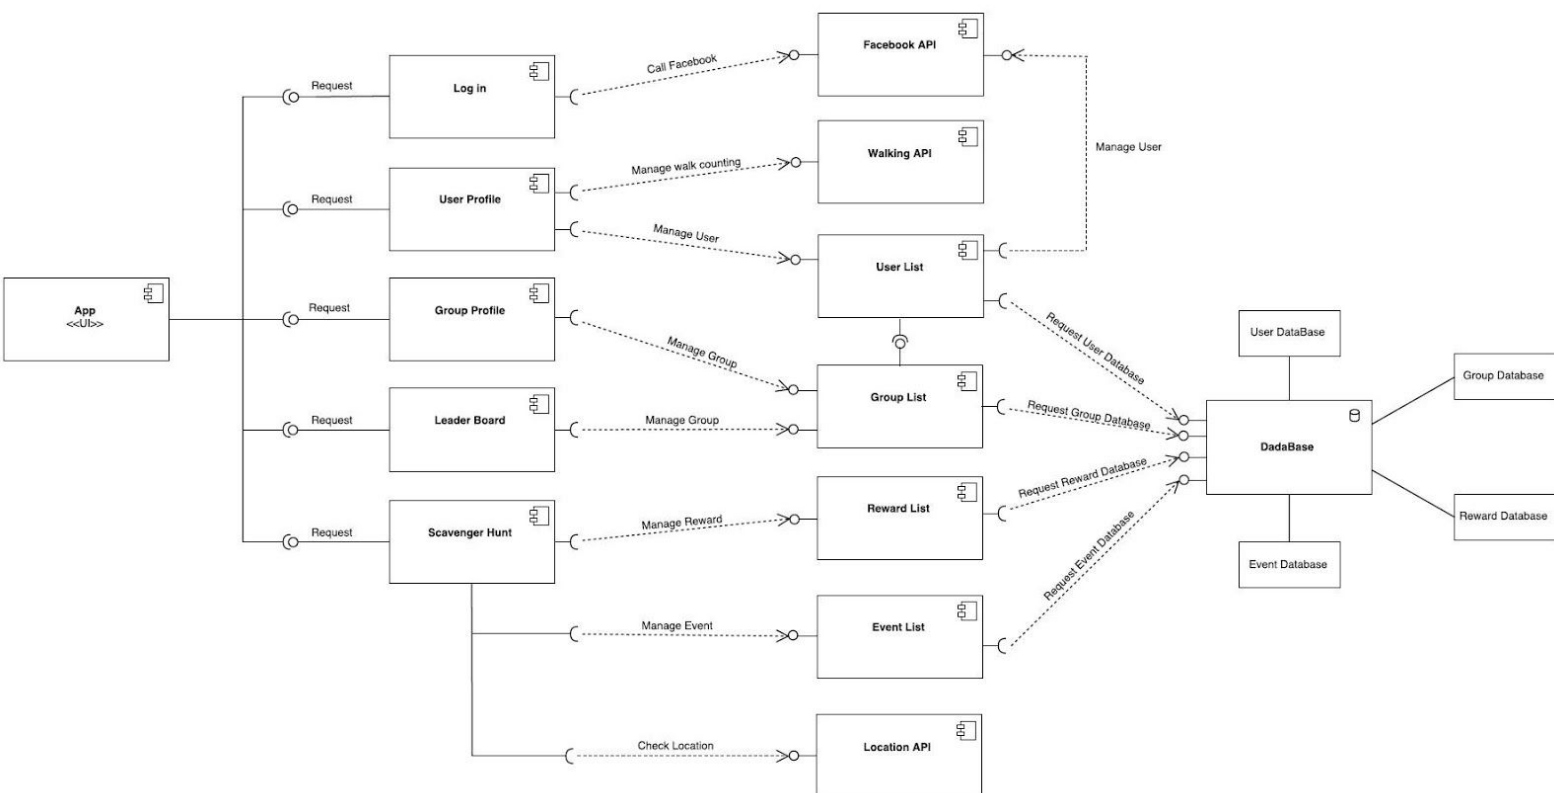 Facebook API
Call Facebook
Request
Log in
Manage User
Walking API
Manage walk counting
Request
User Profile
Manage User
User List
App
<<UI>>
Request
Group Profile
Manage Group
Request User Database
User DataBase
Group Database
Group List
Request Group Database
Request
Leader Board
Manage Group
DadaBase
Request Reward Database
Reward List
Manage Reward
Request
Scavenger Hunt
Reward Database
Request Event Database
Event Database
Manage Event
Event List
Check Location
Location API